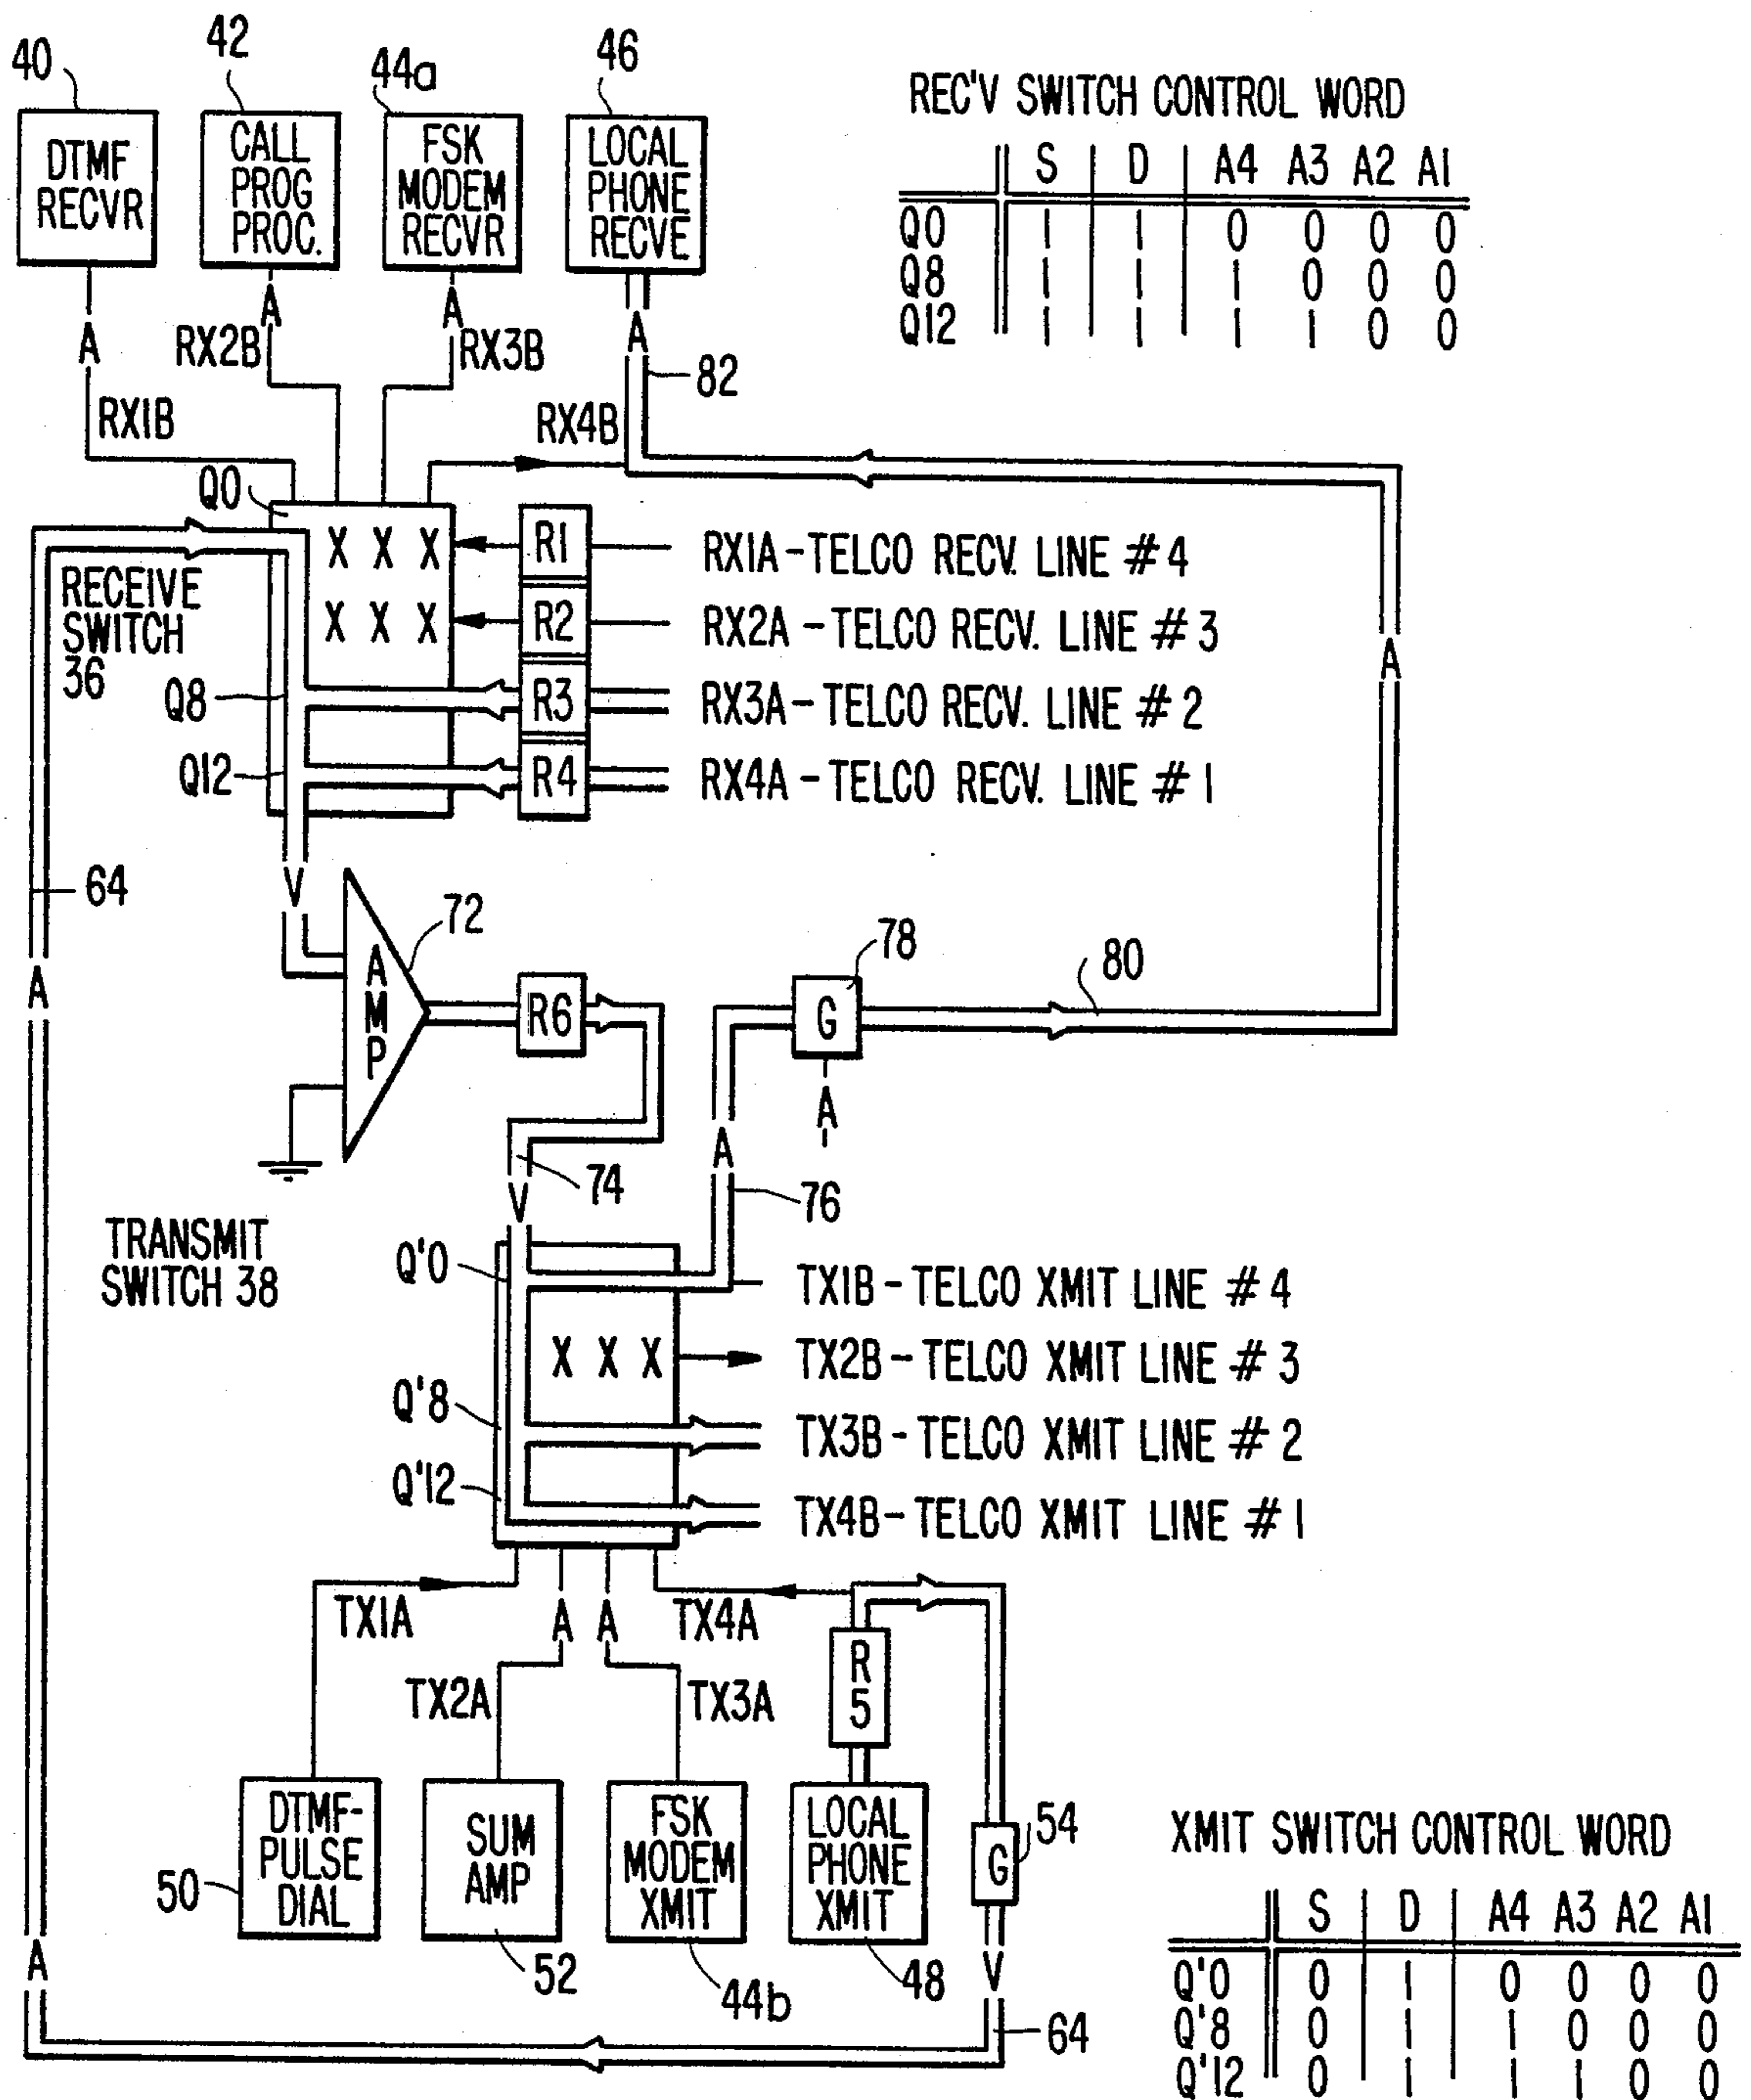 40
42
44a
46
DTMF
RECVR
CALL
PROG
PROC.
FSK
MODEM
RECVR
LOCAL
PHONE
RECVE
REC'V SWITCH CONTROL WORD
S D A4 A3 A2 A1
Q0 1 1 0 0 0 0
Q8 1 1 1 0 0 0
Q12 1 1 1 1 0 0
A
A
A
A
RX1B
RX2B
RX3B
RX4B
82
Q0
RECEIVE
SWITCH
36
Q8
Q12
X X X
X X X
R1
RX1A-TELCO RECV. LINE #4
R2
RX2A-TELCO RECV. LINE #3
R3
RX3A-TELCO RECV. LINE #2
R4
RX4A-TELCO RECV. LINE #1
A
64
A
V
AMP
72
R6
78
G
A
80
74
V
A
76
TRANSMIT
SWITCH 38
Q'0
Q'8
Q'12
X X X
TX1B-TELCO XMIT LINE #4
TX2B-TELCO XMIT LINE #3
TX3B-TELCO XMIT LINE #2
TX4B-TELCO XMIT LINE #1
TX1A
A A
TX4A
TX2A
TX3A
R
5
DTMF-
PULSE
DIAL
50
SUM
AMP
52
FSK
MODEM
XMIT
44b
LOCAL
PHONE
XMIT
48
G
54
V
64
A
XMIT SWITCH CONTROL WORD
S D A4 A3 A2 A1
Q'0 0 1 0 0 0 0
Q'8 0 1 1 0 0 0
Q'12 0 1 1 1 0 0